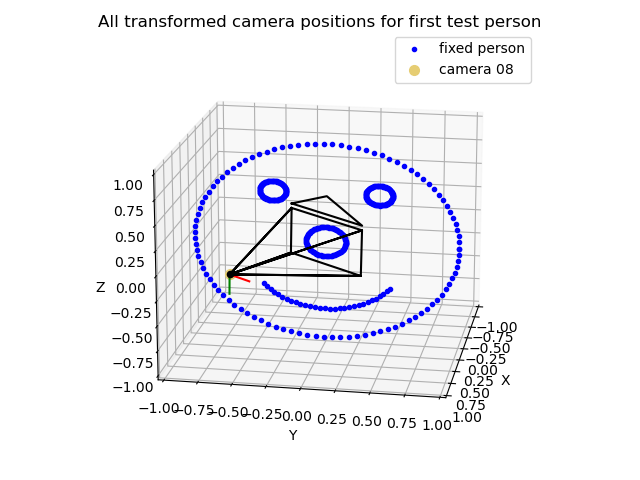 All transformed camera positions for first test person
fixed person
camera 08
1.00
0.75
0.50
0.25
Z 0.00
−0.25
−0.50
−0.75
−1.00
−1.00 −0.75 −0.50 −0.25 0.00 0.25 0.50 0.75 1.00
Y
−1.00
−0.75
−0.50
−0.25
0.00
0.25 X
0.50
0.75
1.00